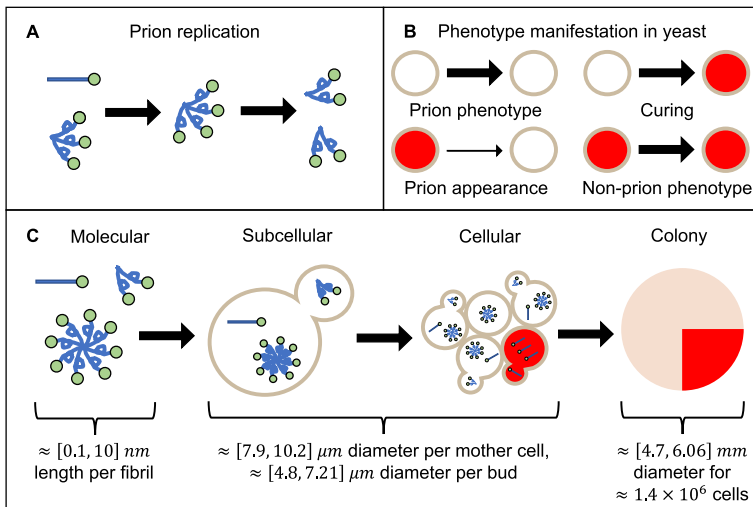 A
Prion replication
B
Phenotype manifestation in yeast
Prion phenotype
Curing
Prion appearance
Non-prion phenotype
C
Molecular
Subcellular
Cellular
Colony
≈ [0.1, 10] nm
length per fibril
≈ [7.9, 10.2] μm diameter per mother cell,
≈ [4.8, 7.21] μm diameter per bud
≈ [4.7, 6.06] mm
diameter for
≈ 1.4 × 10⁶ cells